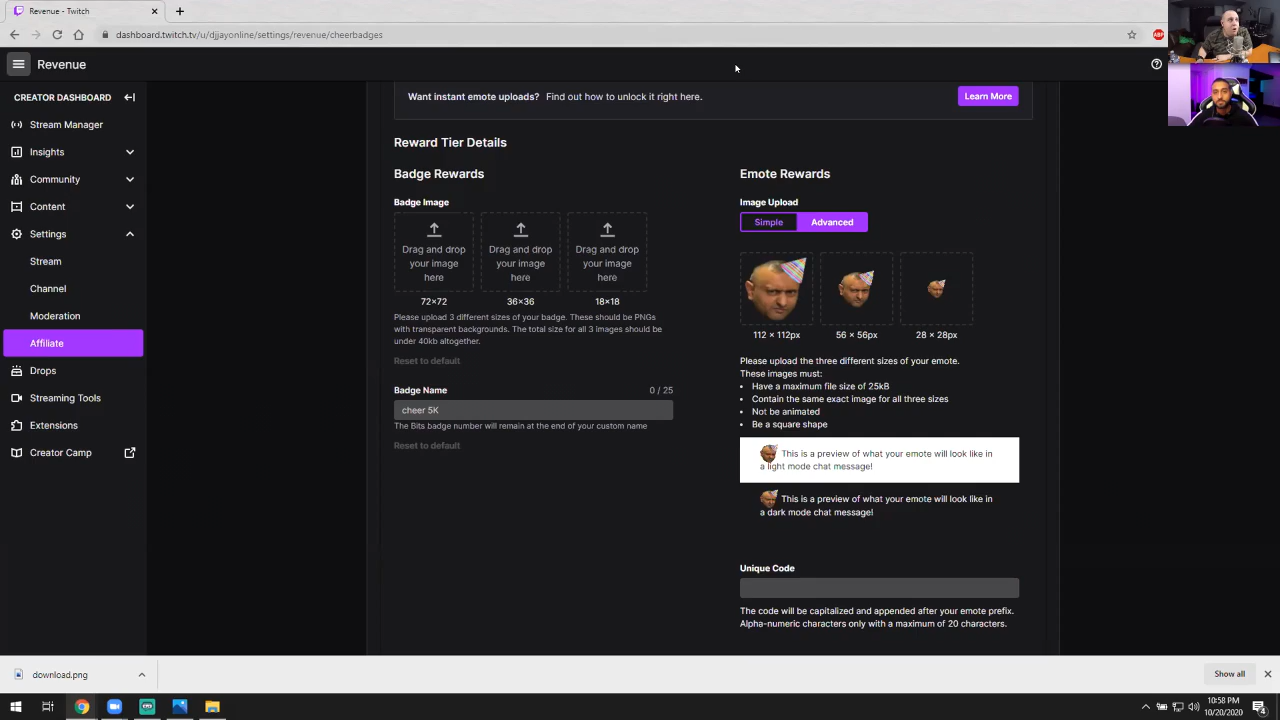 Revenue - Twitch
dashboard.twitch.tv/u/djjayonline/settings/revenue/cheerbadges
ABP
Revenue
CREATOR DASHBOARD
Stream Manager
Insights
Community
Content
Settings
Stream
Channel
Moderation
Affiliate
Drops
Streaming Tools
Extensions
Creator Camp
Want instant emote uploads? Find out how to unlock it right here.
Learn More
Reward Tier Details
Badge Rewards
Badge Image
Drag and drop
your image
here
Drag and drop
your image
here
Drag and drop
your image
here
72×72
36×36
18×18
Please upload 3 different sizes of your badge. These should be PNGs
with transparent backgrounds. The total size for all 3 images should be
under 40kb altogether.
Reset to default
Badge Name
0 / 25
cheer 5K
The Bits badge number will remain at the end of your custom name
Reset to default
Emote Rewards
Image Upload
Simple
Advanced
112 × 112px
56 × 56px
28 × 28px
Please upload the three different sizes of your emote.
These images must:
• Have a maximum file size of 25kB
• Contain the same exact image for all three sizes
• Not be animated
• Be a square shape
This is a preview of what your emote will look like in
a light mode chat message!
This is a preview of what your emote will look like in
a dark mode chat message!
Unique Code
The code will be capitalized and appended after your emote prefix.
Alpha-numeric characters only with a maximum of 20 characters.
download.png
Show all
10:58 PM
10/20/2020
4